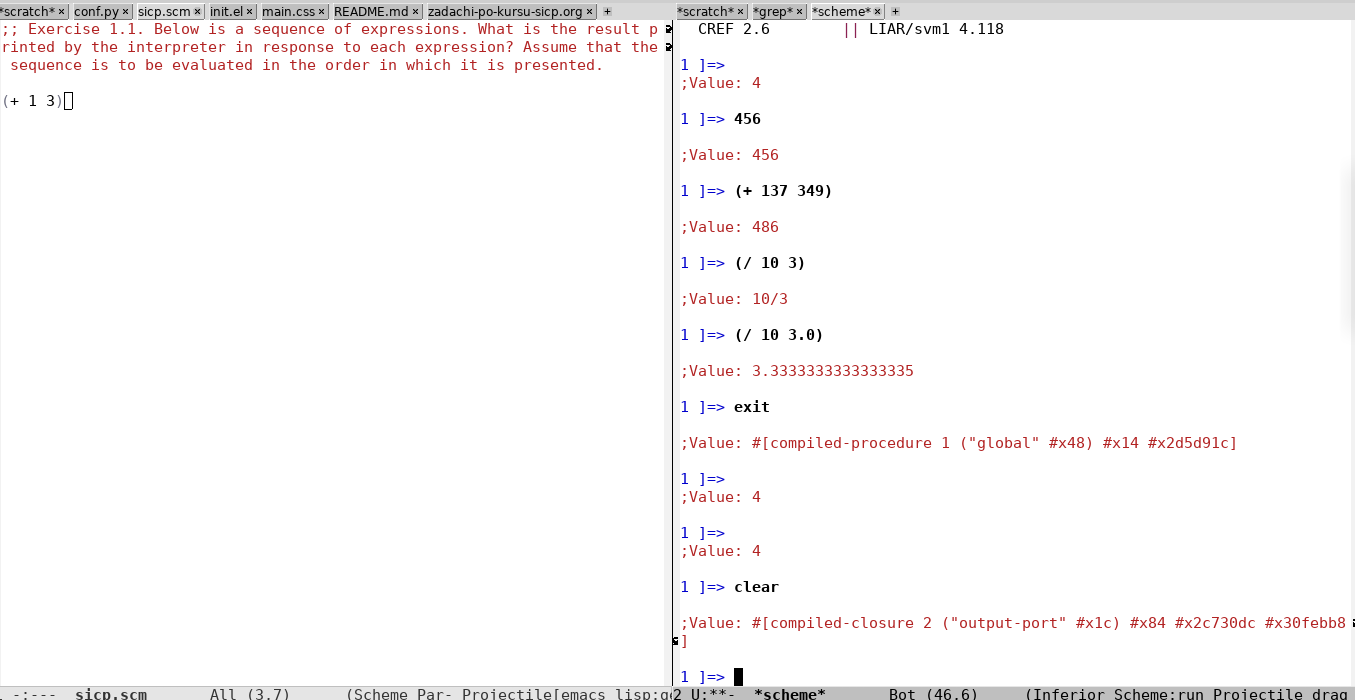 *scratch* × conf.py × sicp.scm × init.el × main.css × README.md × zadachi-po-kursu-sicp.org × +
;; Exercise 1.1. Below is a sequence of expressions. What is the result p
rinted by the interpreter in response to each expression? Assume that the
 sequence is to be evaluated in the order in which it is presented.
(+ 1 3)
-:--- sicp.scm All (3,7) (Scheme Par- Projectile[emacs lisp:g
*scratch* × *grep* × *scheme* × +
CREF 2.6 || LIAR/svm1 4.118
1 ]=>
;Value: 4
1 ]=> 456
;Value: 456
1 ]=> (+ 137 349)
;Value: 486
1 ]=> (/ 10 3)
;Value: 10/3
1 ]=> (/ 10 3.0)
;Value: 3.3333333333333335
1 ]=> exit
;Value: #[compiled-procedure 1 ("global" #x48) #x14 #x2d5d91c]
1 ]=>
;Value: 4
1 ]=>
;Value: 4
1 ]=> clear
;Value: #[compiled-closure 2 ("output-port" #x1c) #x84 #x2c730dc #x30febb8
]
1 ]=>
2 U:**- *scheme* Bot (46,6) (Inferior Scheme:run Projectile drag